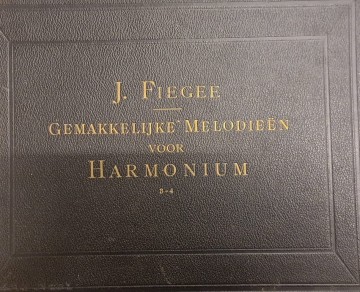 J. FIEGEE
GEMAKKELIJKE MELODIEËN
VOOR
HARMONIUM
3-4